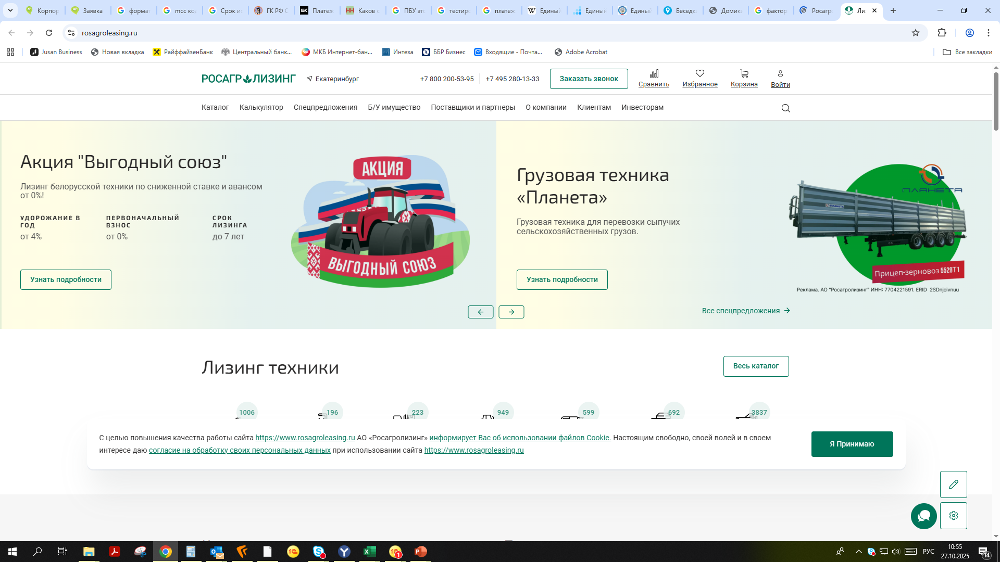 Корпор
Заявка
формат
mcc ко
Срок и
ГК РФ С
Платеж
Каков с
ПБУ это
тестиро
платеж
Единый
Единый
Единый
Беседк
Домик
фактор
Росагро
Ли
rosagroleasing.ru
Jusan Business
Новая вкладка
РайффайзенБанк
Центральный банк...
МКБ Интернет-бан...
Интеза
ББР Бизнес
Входящие - Почта...
Adobe Acrobat
Все закладки
РОСАГРОЛИЗИНГ
Екатеринбург
+7 800 200-53-95
+7 495 280-13-33
Заказать звонок
Сравнить
Избранное
Корзина
Войти
Каталог
Калькулятор
Спецпредложения
Б/У имущество
Поставщики и партнеры
О компании
Клиентам
Инвесторам
Акция "Выгодный союз"
Лизинг белорусской техники по сниженной ставке и авансом
от 0%!
УДОРОЖАНИЕ В
ГОД
от 4%
ПЕРВОНАЧАЛЬНЫЙ
ВЗНОС
от 0%
СРОК
ЛИЗИНГА
до 7 лет
Узнать подробности
АКЦИЯ
ВЫГОДНЫЙ СОЮЗ
Грузовая техника
«Планета»
Грузовая техника для перевозки сыпучих
сельскохозяйственных грузов.
Узнать подробности
ПЛАНЕТА
ПЛАНЕТА
Прицеп-зерновоз 5529Т1
Реклама. АО "Росагролизинг" ИНН: 7704221591. ERID 2SDnjcivnuu
Все спецпредложения
Лизинг техники
Весь каталог
1006
196
223
949
599
692
3837
С целью повышения качества работы сайта https://www.rosagroleasing.ru АО «Росагролизинг» информирует Вас об использовании файлов Cookie. Настоящим свободно, своей волей и в своем
интересе даю согласие на обработку своих персональных данных при использовании сайта https://www.rosagroleasing.ru
Я Принимаю
РУС
10:55
27.10.2025
14